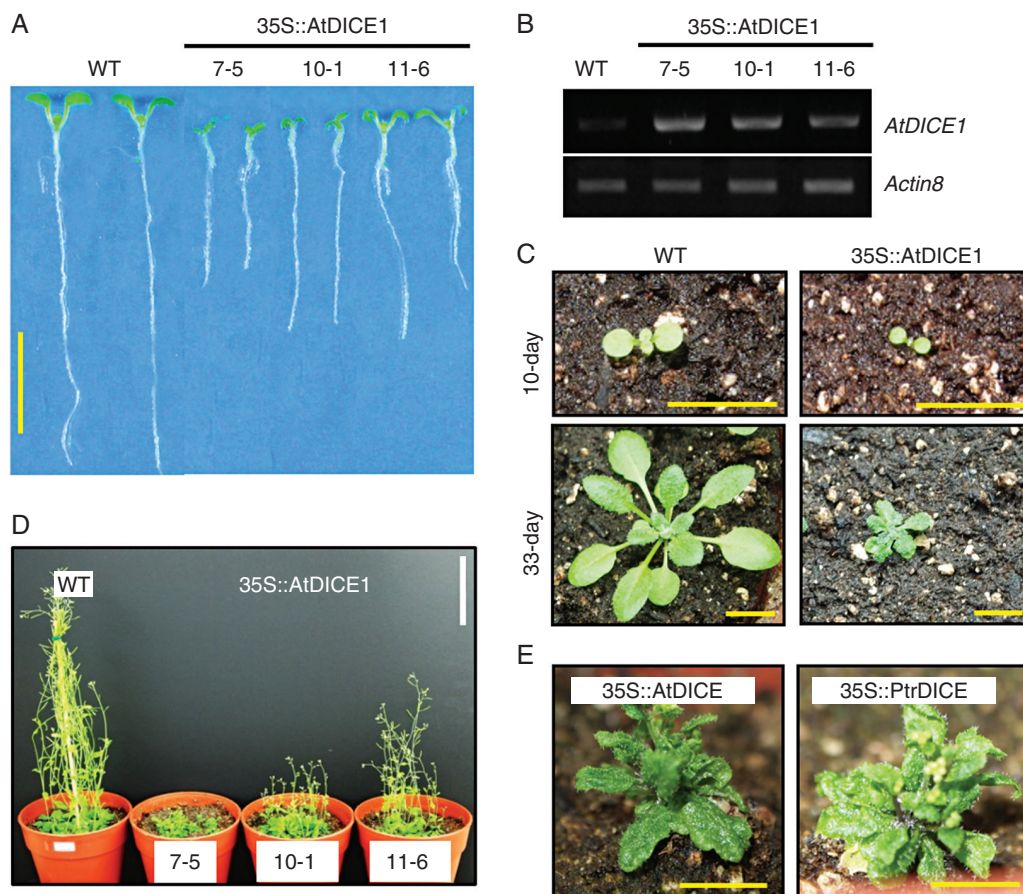 A
35S::AtDICE1
WT 7-5 10-1 11-6
B
35S::AtDICE1
WT 7-5 10-1 11-6
AtDICE1
Actin8
C
WT 35S::AtDICE1
10-day
33-day
D
WT 35S::AtDICE1
7-5 10-1 11-6
E
35S::AtDICE 35S::PtrDICE